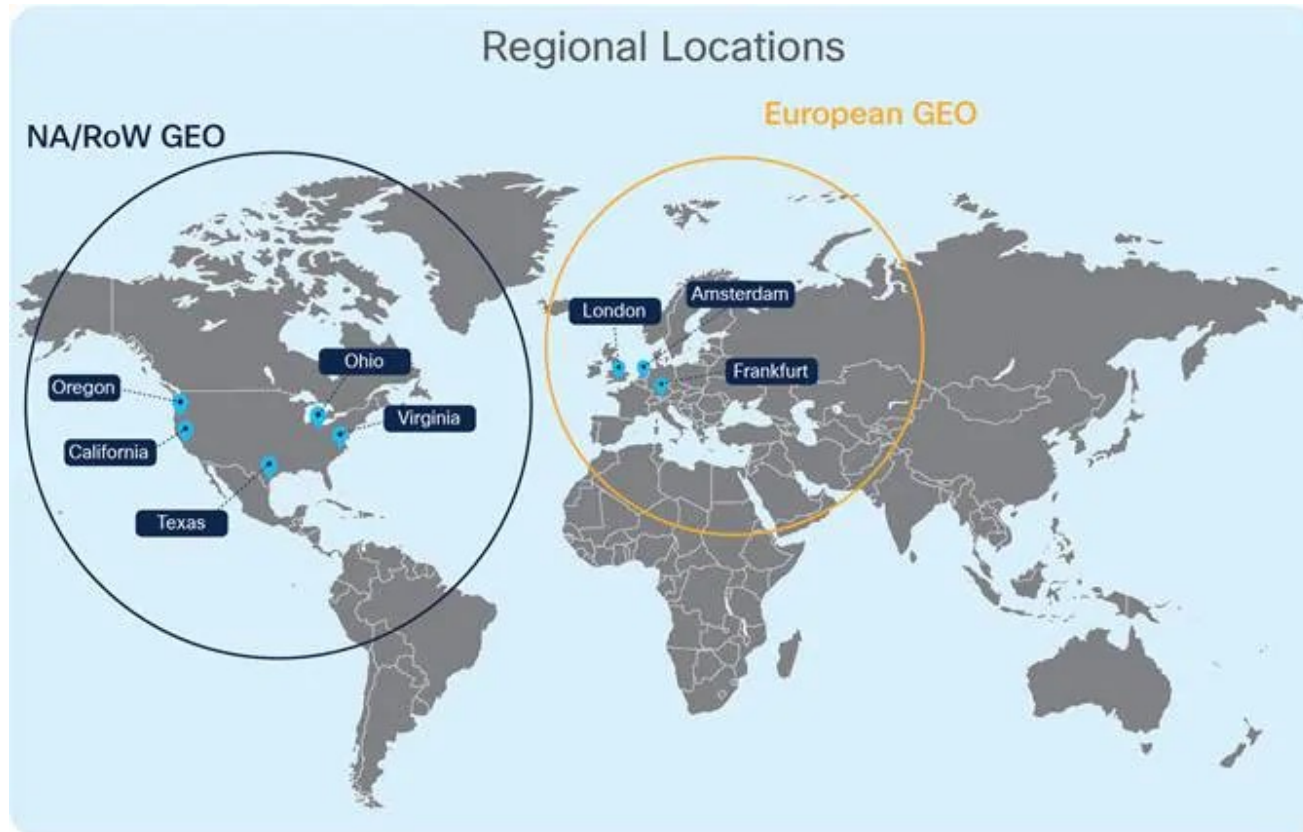 Regional Locations
European GEO
NA/RoW GEO
Amsterdam
London
Ohio
Frankfurt
Oregon
Virginia
California
Texas